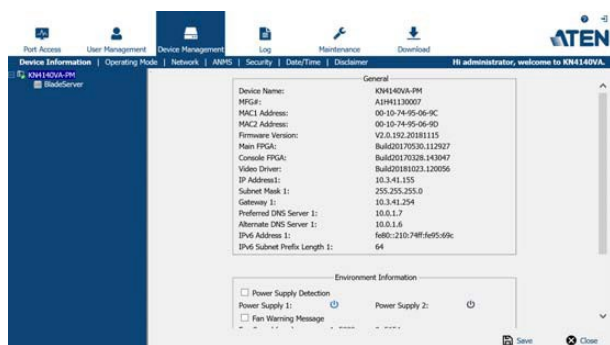 ATEN
Port Access
User Management
Device Management
Log
Maintenance
Download
Device Information | Operating Mode | Network | ANMS | Security | Date/Time | Disclaimer
Hi administrator, welcome to KN4140VA.
KN4140VA-PM
BladeServer
General
Device Name: KN4140VA-PM
MFG#: A1H41130007
MAC1 Address: 00-10-74-95-06-9C
MAC2 Address: 00-10-74-95-06-9D
Firmware Version: V2.0.192.20181115
Main FPGA: Build20170530.112927
Console FPGA: Build20170328.143047
Video Driver: Build20181023.120056
IP Address1: 10.3.41.155
Subnet Mask 1: 255.255.255.0
Gateway 1: 10.3.41.254
Preferred DNS Server 1: 10.0.1.7
Alternate DNS Server 1: 10.0.1.6
IPv6 Address 1: fe80::210:74ff:fe95:69c
IPv6 Subnet Prefix Length 1: 64
Environment Information
Power Supply Detection
Power Supply 1: Power Supply 2:
Fan Warning Message
Save
Close